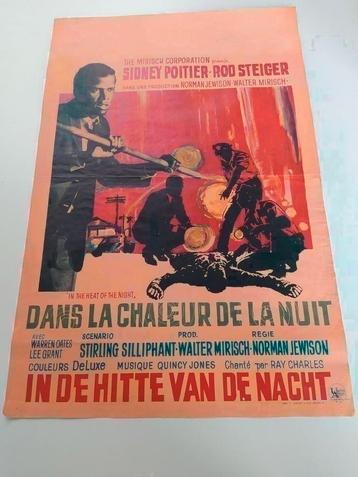 THE MIRISCH CORPORATION présente
SIDNEY POITIER · ROD STEIGER
DANS UNE PRODUCTION NORMAN JEWISON-WALTER MIRISCH
"IN THE HEAT OF THE NIGHT"
DANS LA CHALEUR DE LA NUIT
AVEC SCENARIO PROD. REGIE
WARREN OATES
LEE GRANT
STIRLING SILLIPHANT-WALTER MIRISCH-NORMAN JEWISON
COULEURS DeLuxe MUSIQUE QUINCY JONES Chanté par RAY CHARLES
IN DE HITTE VAN DE NACHT